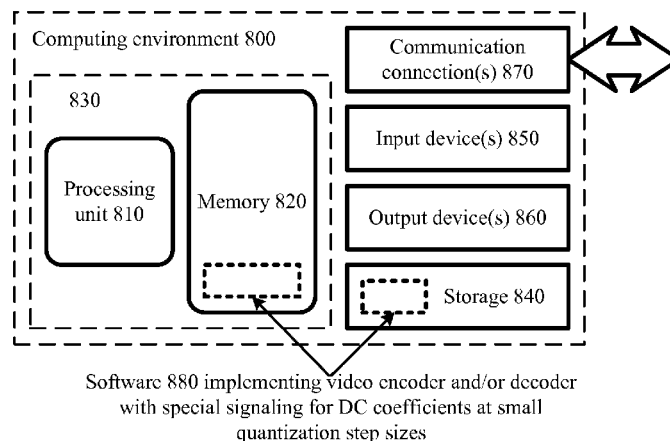 Computing environment 800
Communication
connection(s) 870
830
Processing
unit 810
Memory 820
Input device(s) 850
Output device(s) 860
Storage 840
Software 880 implementing video encoder and/or decoder
with special signaling for DC coefficients at small
quantization step sizes